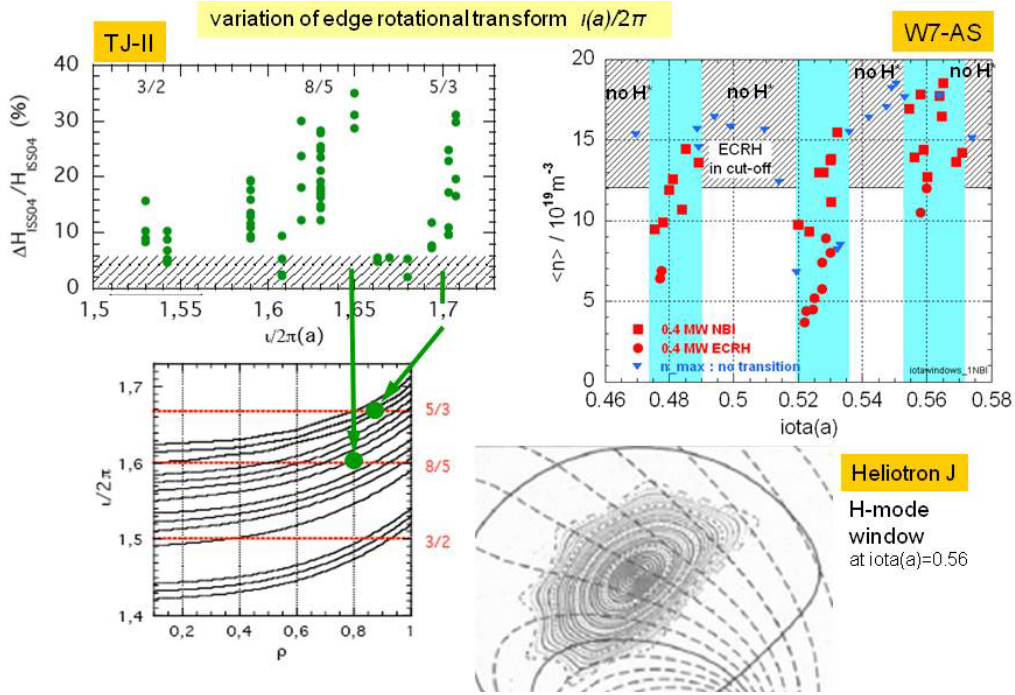 variation of edge rotational transform ι(a)/2π
TJ-II
ΔH_ISS04/H_ISS04 (%)
40
30
20
10
0
3/2
8/5
5/3
1,5
1,55
1,6
1,65
1,7
ι/2π(a)
W7-AS
<n> / 10^19 m^-3
20
15
10
5
0
no H*
no H*
no H*
no H*
ECRH
in cut-off
0.4 MW NBI
0.4 MW ECRH
n_max : no transition
iotawindows_1NBI
0.46
0.48
0.50
0.52
0.54
0.56
0.58
iota(a)
ι/2π
1,7
1,6
1,5
1,4
5/3
8/5
3/2
0,2
0,4
0,6
0,8
1
ρ
Heliotron J
H-mode
window
at iota(a)=0.56